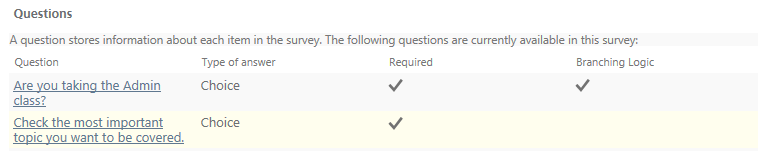 Questions
A question stores information about each item in the survey. The following questions are currently available in this survey:
Question Type of answer Required Branching Logic
Are you taking the Admin Choice
class?
Check the most important Choice
topic you want to be covered.